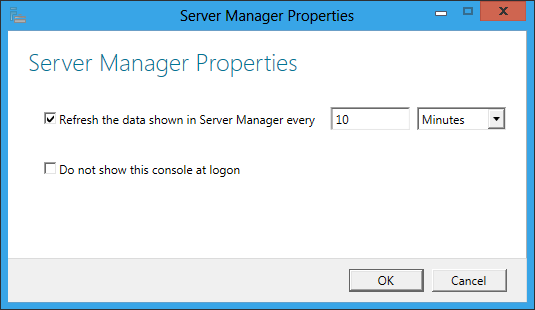 Server Manager Properties
Server Manager Properties
Refresh the data shown in Server Manager every 10 Minutes
Do not show this console at logon
OK Cancel